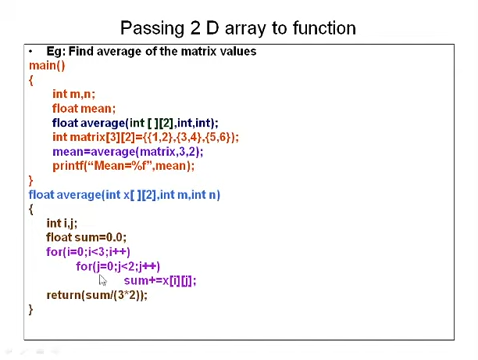 Passing 2 D array to function
• Eg: Find average of the matrix values
main()
{
int m,n;
float mean;
float average(int [ ][2],int,int);
int matrix[3][2]={{1,2},{3,4},{5,6}};
mean=average(matrix,3,2);
printf(“Mean=%f”,mean);
}
float average(int x[ ][2],int m,int n)
{
int i,j;
float sum=0.0;
for(i=0;i<3;i++)
for(j=0;j<2;j++)
sum+=x[i][j];
return(sum/(3*2));
}